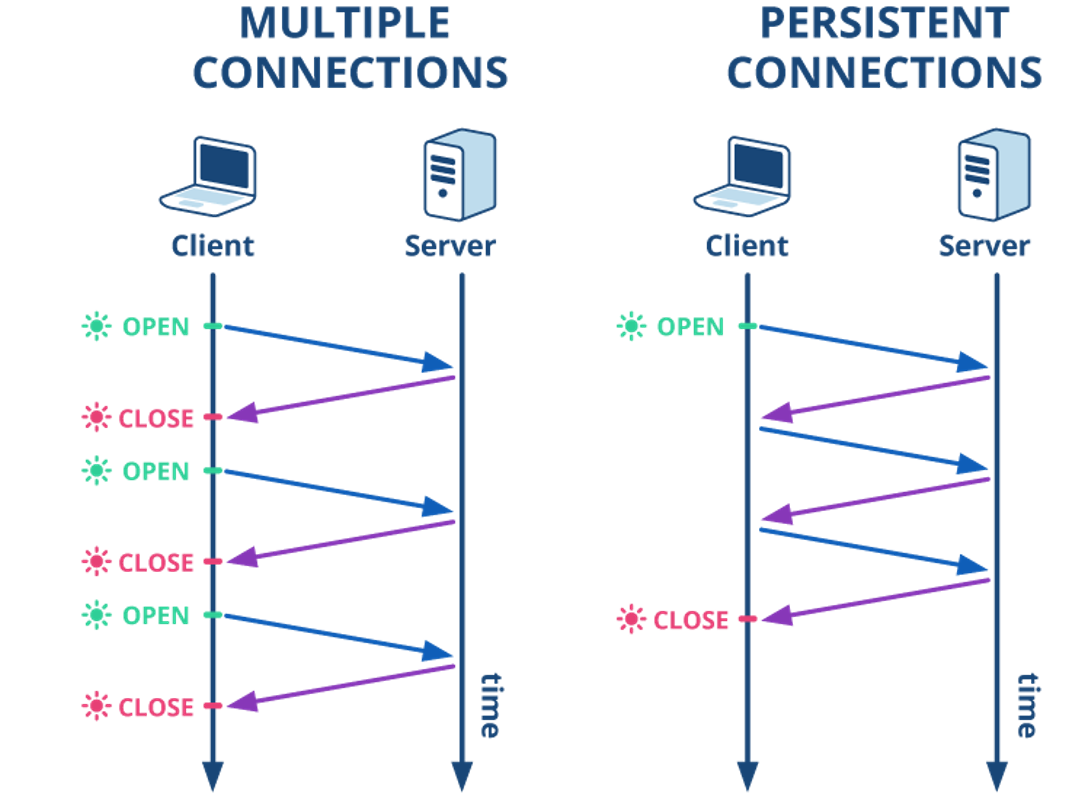 MULTIPLE
CONNECTIONS
Client
Server
OPEN
CLOSE
OPEN
CLOSE
OPEN
CLOSE
time
PERSISTENT
CONNECTIONS
Client
Server
OPEN
CLOSE
time